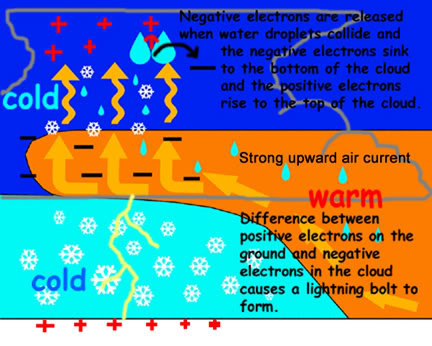 Negative electrons are released
when water droplets collide and
the negative electrons sink
to the bottom of the cloud
and the positive electrons
rise to the top of the cloud.
cold
Strong upward air current
warm
Difference between
positive electrons on the
ground and negative
electrons in the cloud
causes a lightning bolt to
form.
cold